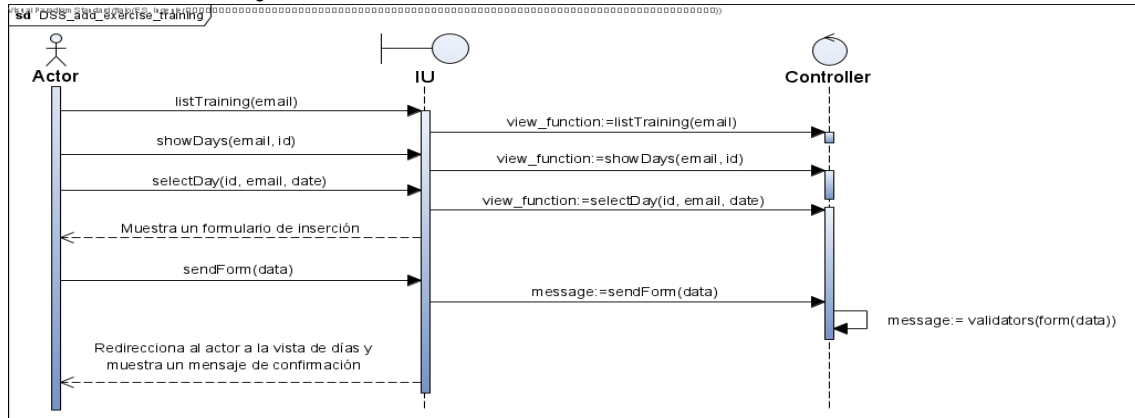 sd DSS_add_exercise_training
Actor
IU
Controller
listTraining(email)
view_function:=listTraining(email)
showDays(email, id)
view_function:=showDays(email, id)
selectDay(id, email, date)
view_function:=selectDay(id, email, date)
Muestra un formulario de inserción
sendForm(data)
message:=sendForm(data)
message:= validators(form(data))
Redirecciona al actor a la vista de días y
muestra un mensaje de confirmación